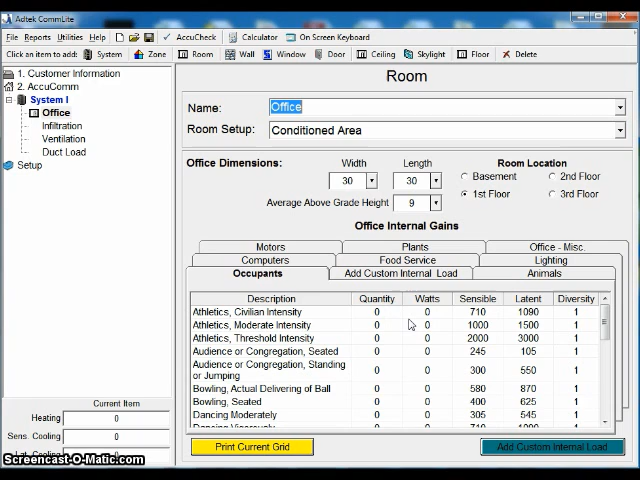 Adtek CommLite
File Reports Utilities Help AccuCheck Calculator On Screen Keyboard
Click an item to add: System Zone Room Wall Window Door Ceiling Skylight Floor Delete
1. Customer Information
2. AccuComm
System I
Office
Infiltration
Ventilation
Duct Load
Setup
Current Item
Heating 0
Sens. Cooling 0
Lat. Cooling 0
Room
Name: Office
Room Setup: Conditioned Area
Office Dimensions: Width Length
30 30
Average Above Grade Height 9
Room Location
Basement 2nd Floor
1st Floor 3rd Floor
Office Internal Gains
Motors Plants Office - Misc.
Computers Food Service Lighting
Occupants Add Custom Internal Load Animals
Description Quantity Watts Sensible Latent Diversity
Athletics, Civilian Intensity 0 0 710 1090 1
Athletics, Moderate Intensity 0 0 1000 1500 1
Athletics, Threshold Intensity 0 0 2000 3000 1
Audience or Congregation, Seated 0 0 245 105 1
Audience or Congregation, Standing
or Jumping 0 0 300 550 1
Bowling, Actual Delivering of Ball 0 0 580 870 1
Bowling, Seated 0 0 400 625 1
Dancing Moderately 0 0 305 545 1
Print Current Grid Add Custom Internal Load
Screencast-O-Matic.com